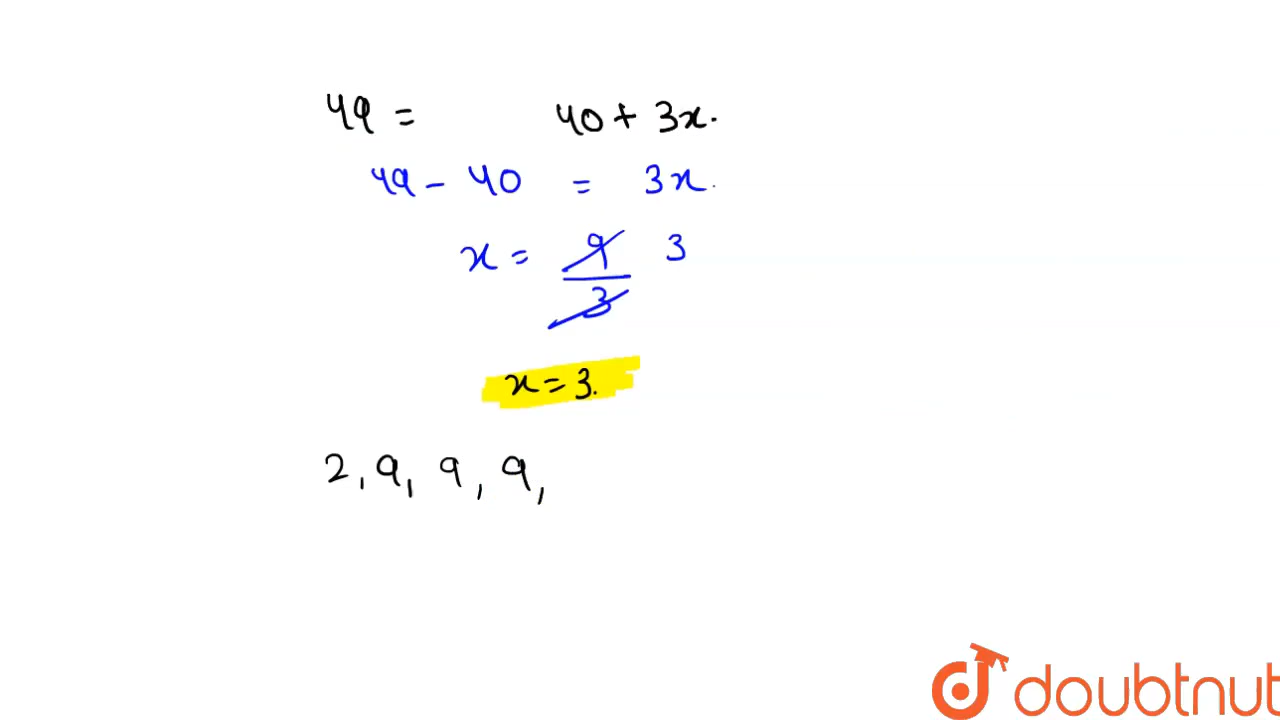 49 = 40 + 3x.
49 - 40 = 3x.
x = 9/3 3
x = 3.
2, 9, 9, 9,
doubtnut